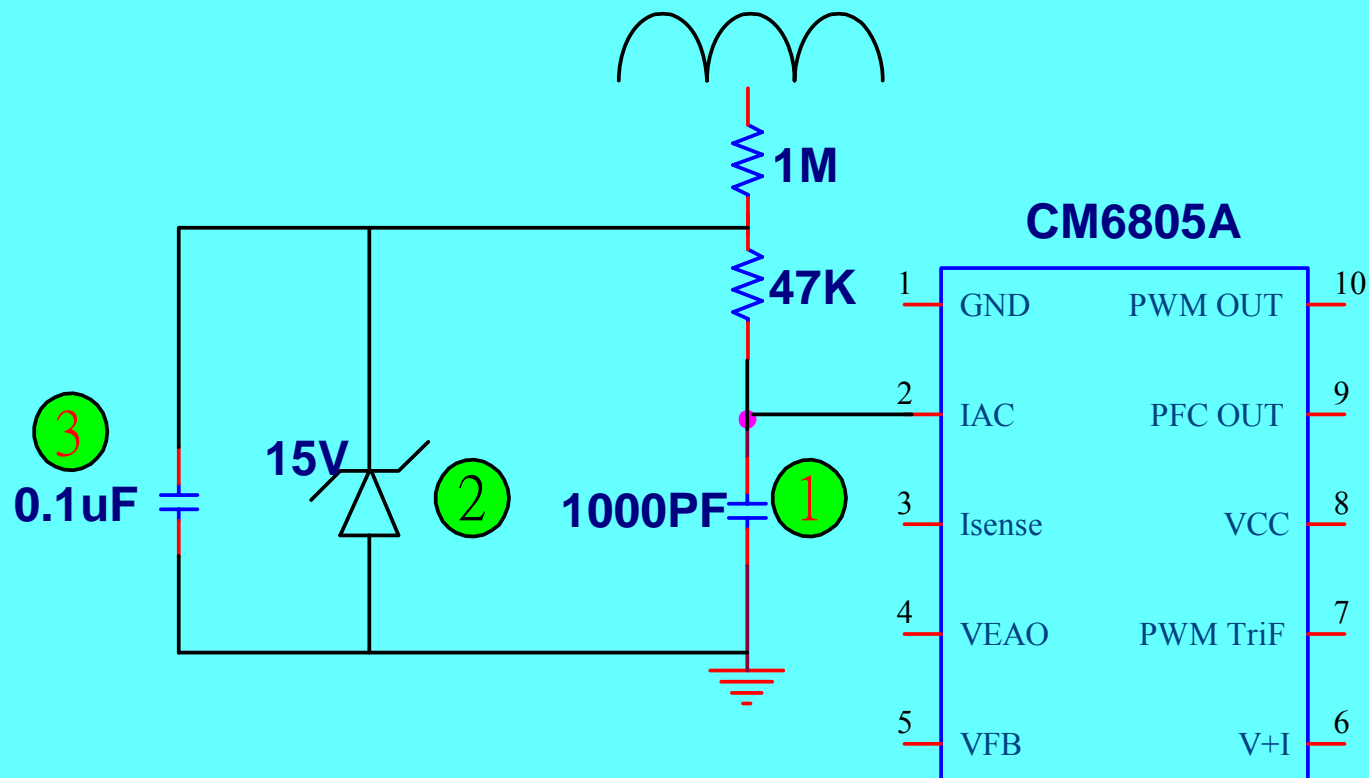 1M
CM6805A
47K
1 GND PWM OUT 10
2 IAC PFC OUT 9
3
15V
2
0.1uF
1000PF
1
3 Isense VCC 8
4 VEAO PWM TriF 7
5 VFB V+I 6